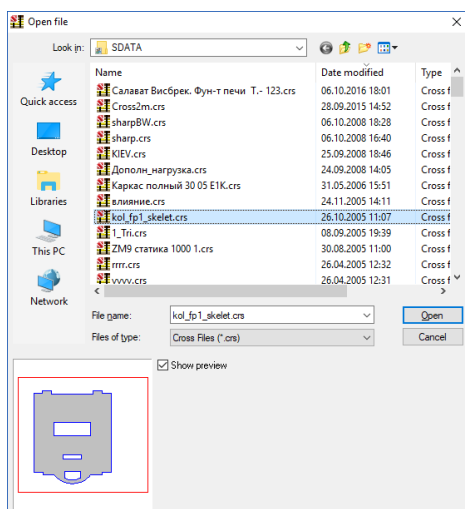 Open file
Look in: SDATA
Quick access
Desktop
Libraries
This PC
Network
Name Date modified Type
Салават Висбрек. Фун-т печи Т.- 123.crs 06.10.2016 18:01 Cross f
Cross2m.crs 28.09.2015 14:52 Cross f
sharpBW.crs 06.10.2008 18:28 Cross f
sharp.crs 06.10.2008 16:40 Cross f
KIEV.crs 25.09.2008 18:46 Cross f
Дополн_нагрузка.crs 24.09.2008 14:05 Cross f
Каркас полный 30 05 E1K.crs 31.05.2006 15:51 Cross f
влияние.crs 24.11.2005 14:11 Cross f
kol_fp1_skelet.crs 26.10.2005 11:07 Cross f
1_Tri.crs 08.09.2005 19:39 Cross f
ZM9 статика 1000 1.crs 30.08.2005 11:00 Cross f
rrrr.crs 26.04.2005 12:32 Cross f
vvvv.crs 26.04.2005 12:31 Cross f
File name: kol_fp1_skelet.crs Open
Files of type: Cross Files (*.crs) Cancel
Show preview